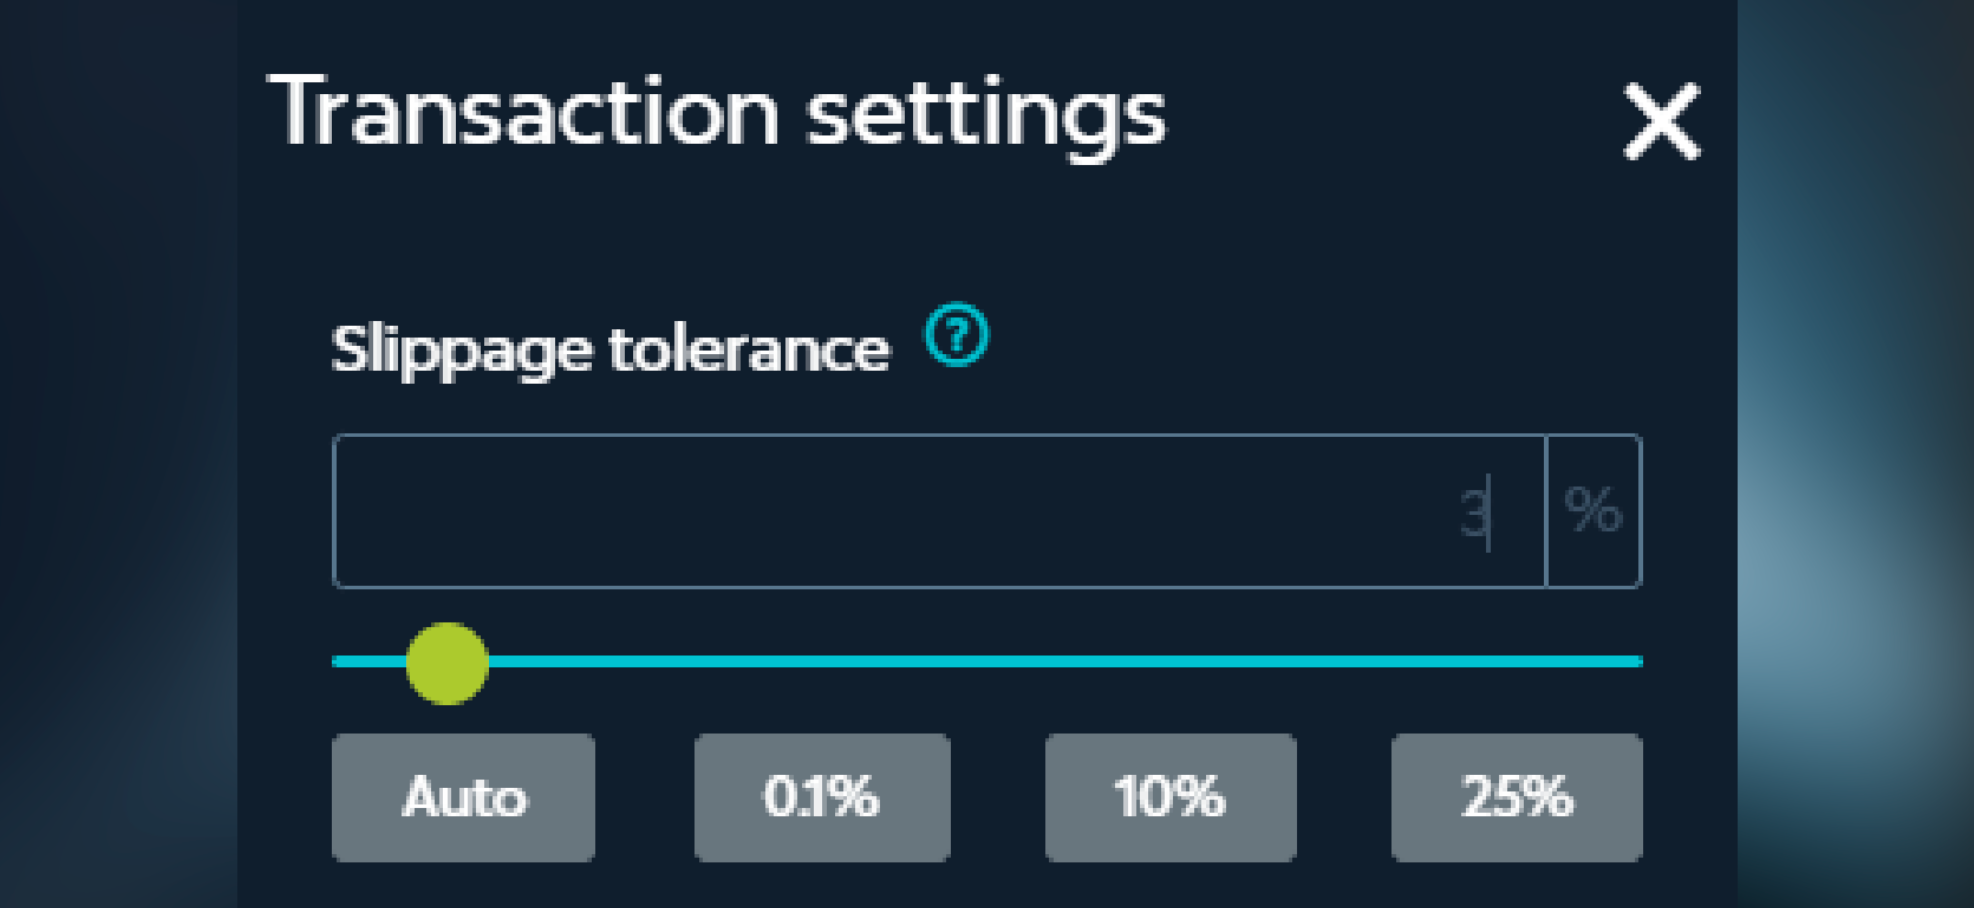 Transaction settings
Slippage tolerance ?
3 %
Auto 0.1% 10% 25%